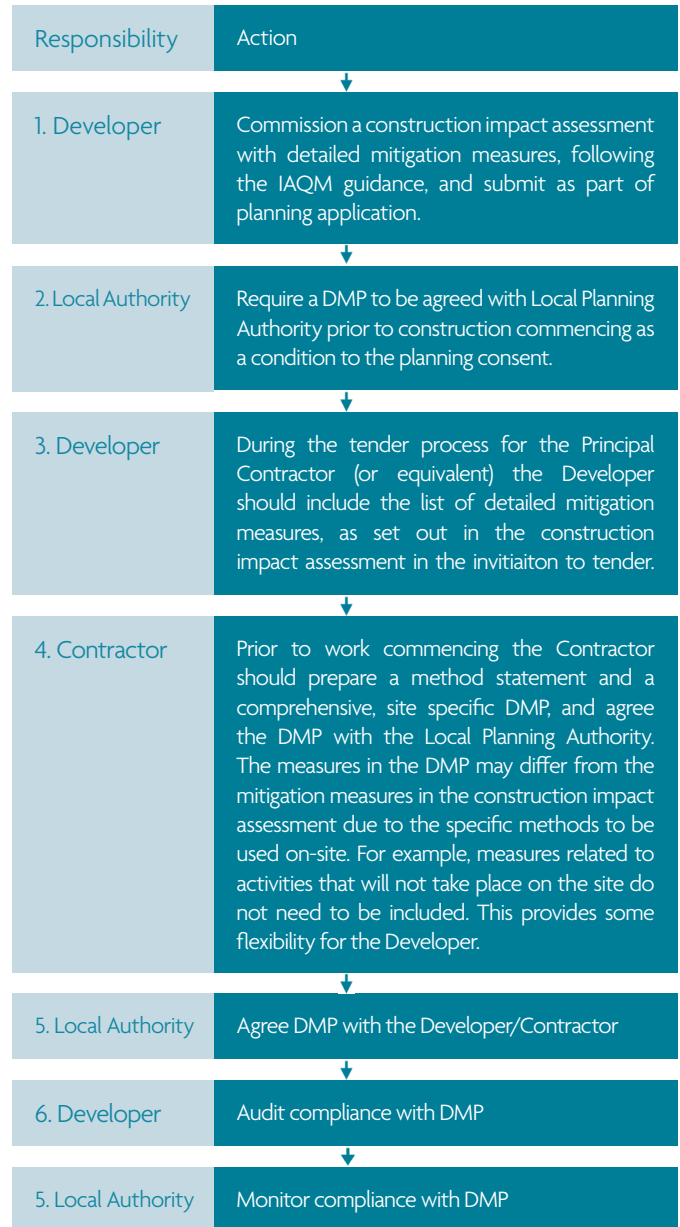 Responsibility
Action
1. Developer
Commission a construction impact assessment
with detailed mitigation measures, following
the IAQM guidance, and submit as part of
planning application.
2. Local Authority
Require a DMP to be agreed with Local Planning
Authority prior to construction commencing as
a condition to the planning consent.
3. Developer
During the tender process for the Principal
Contractor (or equivalent) the Developer
should include the list of detailed mitigation
measures, as set out in the construction
impact assessment in the invitiaiton to tender.
4. Contractor
Prior to work commencing the Contractor
should prepare a method statement and a
comprehensive, site specific DMP, and agree
the DMP with the Local Planning Authority.
The measures in the DMP may differ from the
mitigation measures in the construction impact
assessment due to the specific methods to be
used on-site. For example, measures related to
activities that will not take place on the site do
not need to be included. This provides some
flexibility for the Developer.
5. Local Authority
Agree DMP with the Developer/Contractor
6. Developer
Audit compliance with DMP
5. Local Authority
Monitor compliance with DMP